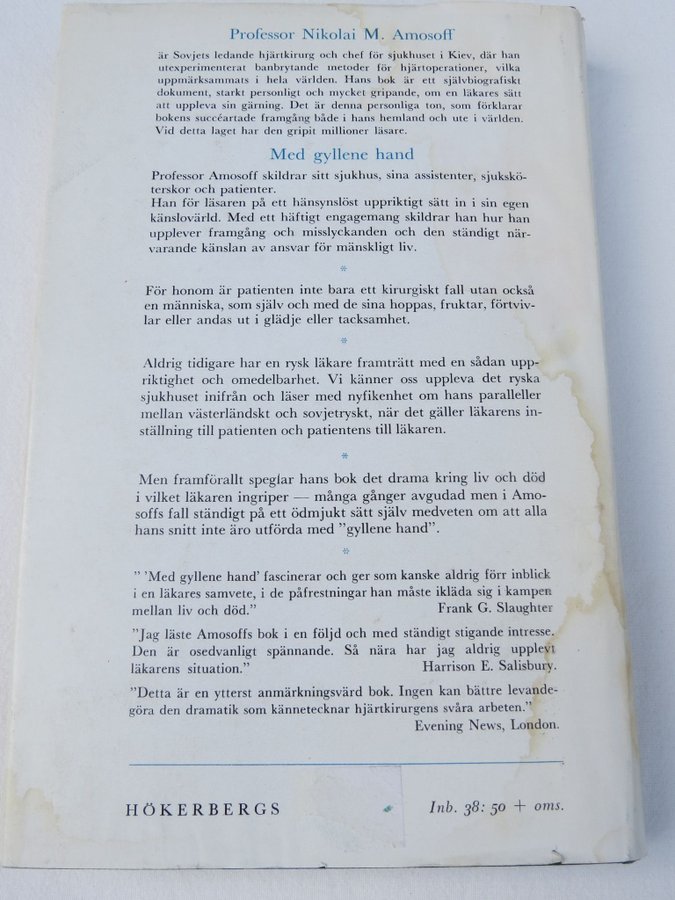 Professor Nikolai M. Amosoff
är Sovjets ledande hjärtkirurg och chef för sjukhuset i Kiev, där han
utexperimenterat banbrytande metoder för hjärtoperationer, vilka
uppmärksammats i hela världen. Hans bok är ett självbiografiskt
dokument, starkt personligt och mycket gripande, om en läkares sätt
att uppleva sin gärning. Det är denna personliga ton, som förklarar
bokens succéartade framgång både i hans hemland och ute i världen.
Vid detta laget har den gripit millioner läsare.
Med gyllene hand
Professor Amosoff skildrar sitt sjukhus, sina assistenter, sjukskö-
terskor och patienter.
Han för läsaren på ett hänsynslöst uppriktigt sätt in i sin egen
känslovärld. Med ett häftigt engagemang skildrar han hur han
upplever framgång och misslyckanden och den ständigt när-
varande känslan av ansvar för mänskligt liv.
*
För honom är patienten inte bara ett kirurgiskt fall utan också
en människa, som själv och med de sina hoppas, fruktar, förtviv-
lar eller andas ut i glädje eller tacksamhet.
*
Aldrig tidigare har en rysk läkare framträtt med en sådan upp-
riktighet och omedelbarhet. Vi känner oss uppleva det ryska
sjukhuset inifrån och läser med nyfikenhet om hans paralleller
mellan västerländskt och sovjetryskt, när det gäller läkarens in-
ställning till patienten och patientens till läkaren.
*
Men framförallt speglar hans bok det drama kring liv och död
i vilket läkaren ingriper — många gånger avgudad men i Amo-
soffs fall ständigt på ett ödmjukt sätt själv medveten om att alla
hans snitt inte äro utförda med "gyllene hand".
*
" 'Med gyllene hand' fascinerar och ger som kanske aldrig förr inblick
i en läkares samvete, i de påfrestningar han måste ikläda sig i kampen
mellan liv och död." Frank G. Slaughter
"Jag läste Amosoffs bok i en följd och med ständigt stigande intresse.
Den är osedvanligt spännande. Så nära har jag aldrig upplevt
läkarens situation." Harrison E. Salisbury.
"Detta är en ytterst anmärkningsvärd bok. Ingen kan bättre levande-
göra den dramatik som kännetecknar hjärtkirurgens svåra arbeten."
Evening News, London.
HÖKERBERGS Inb. 38: 50 + oms.